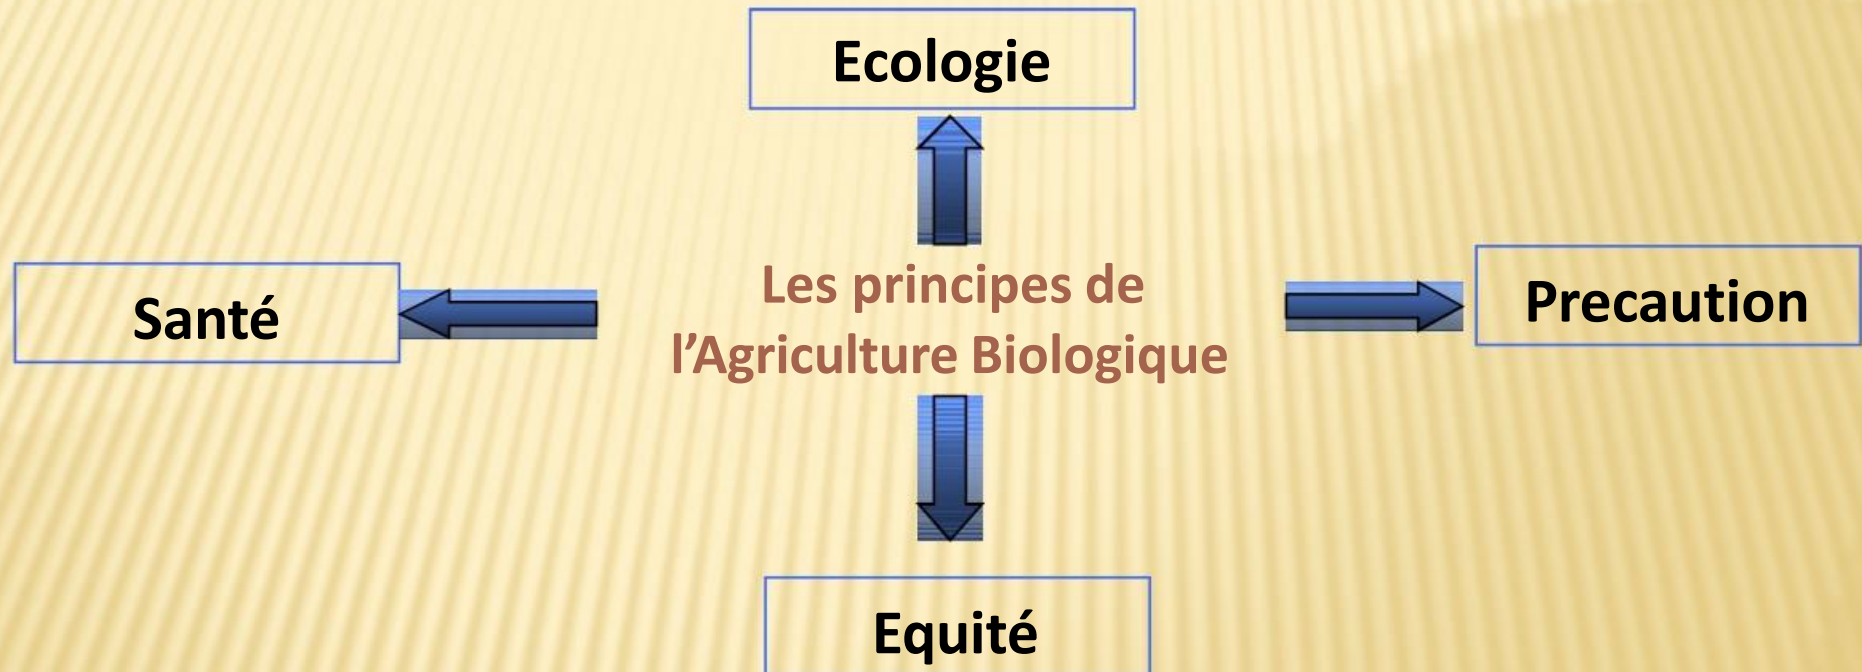 Ecologie
Les principes de
l’Agriculture Biologique
Santé
Precaution
Equité